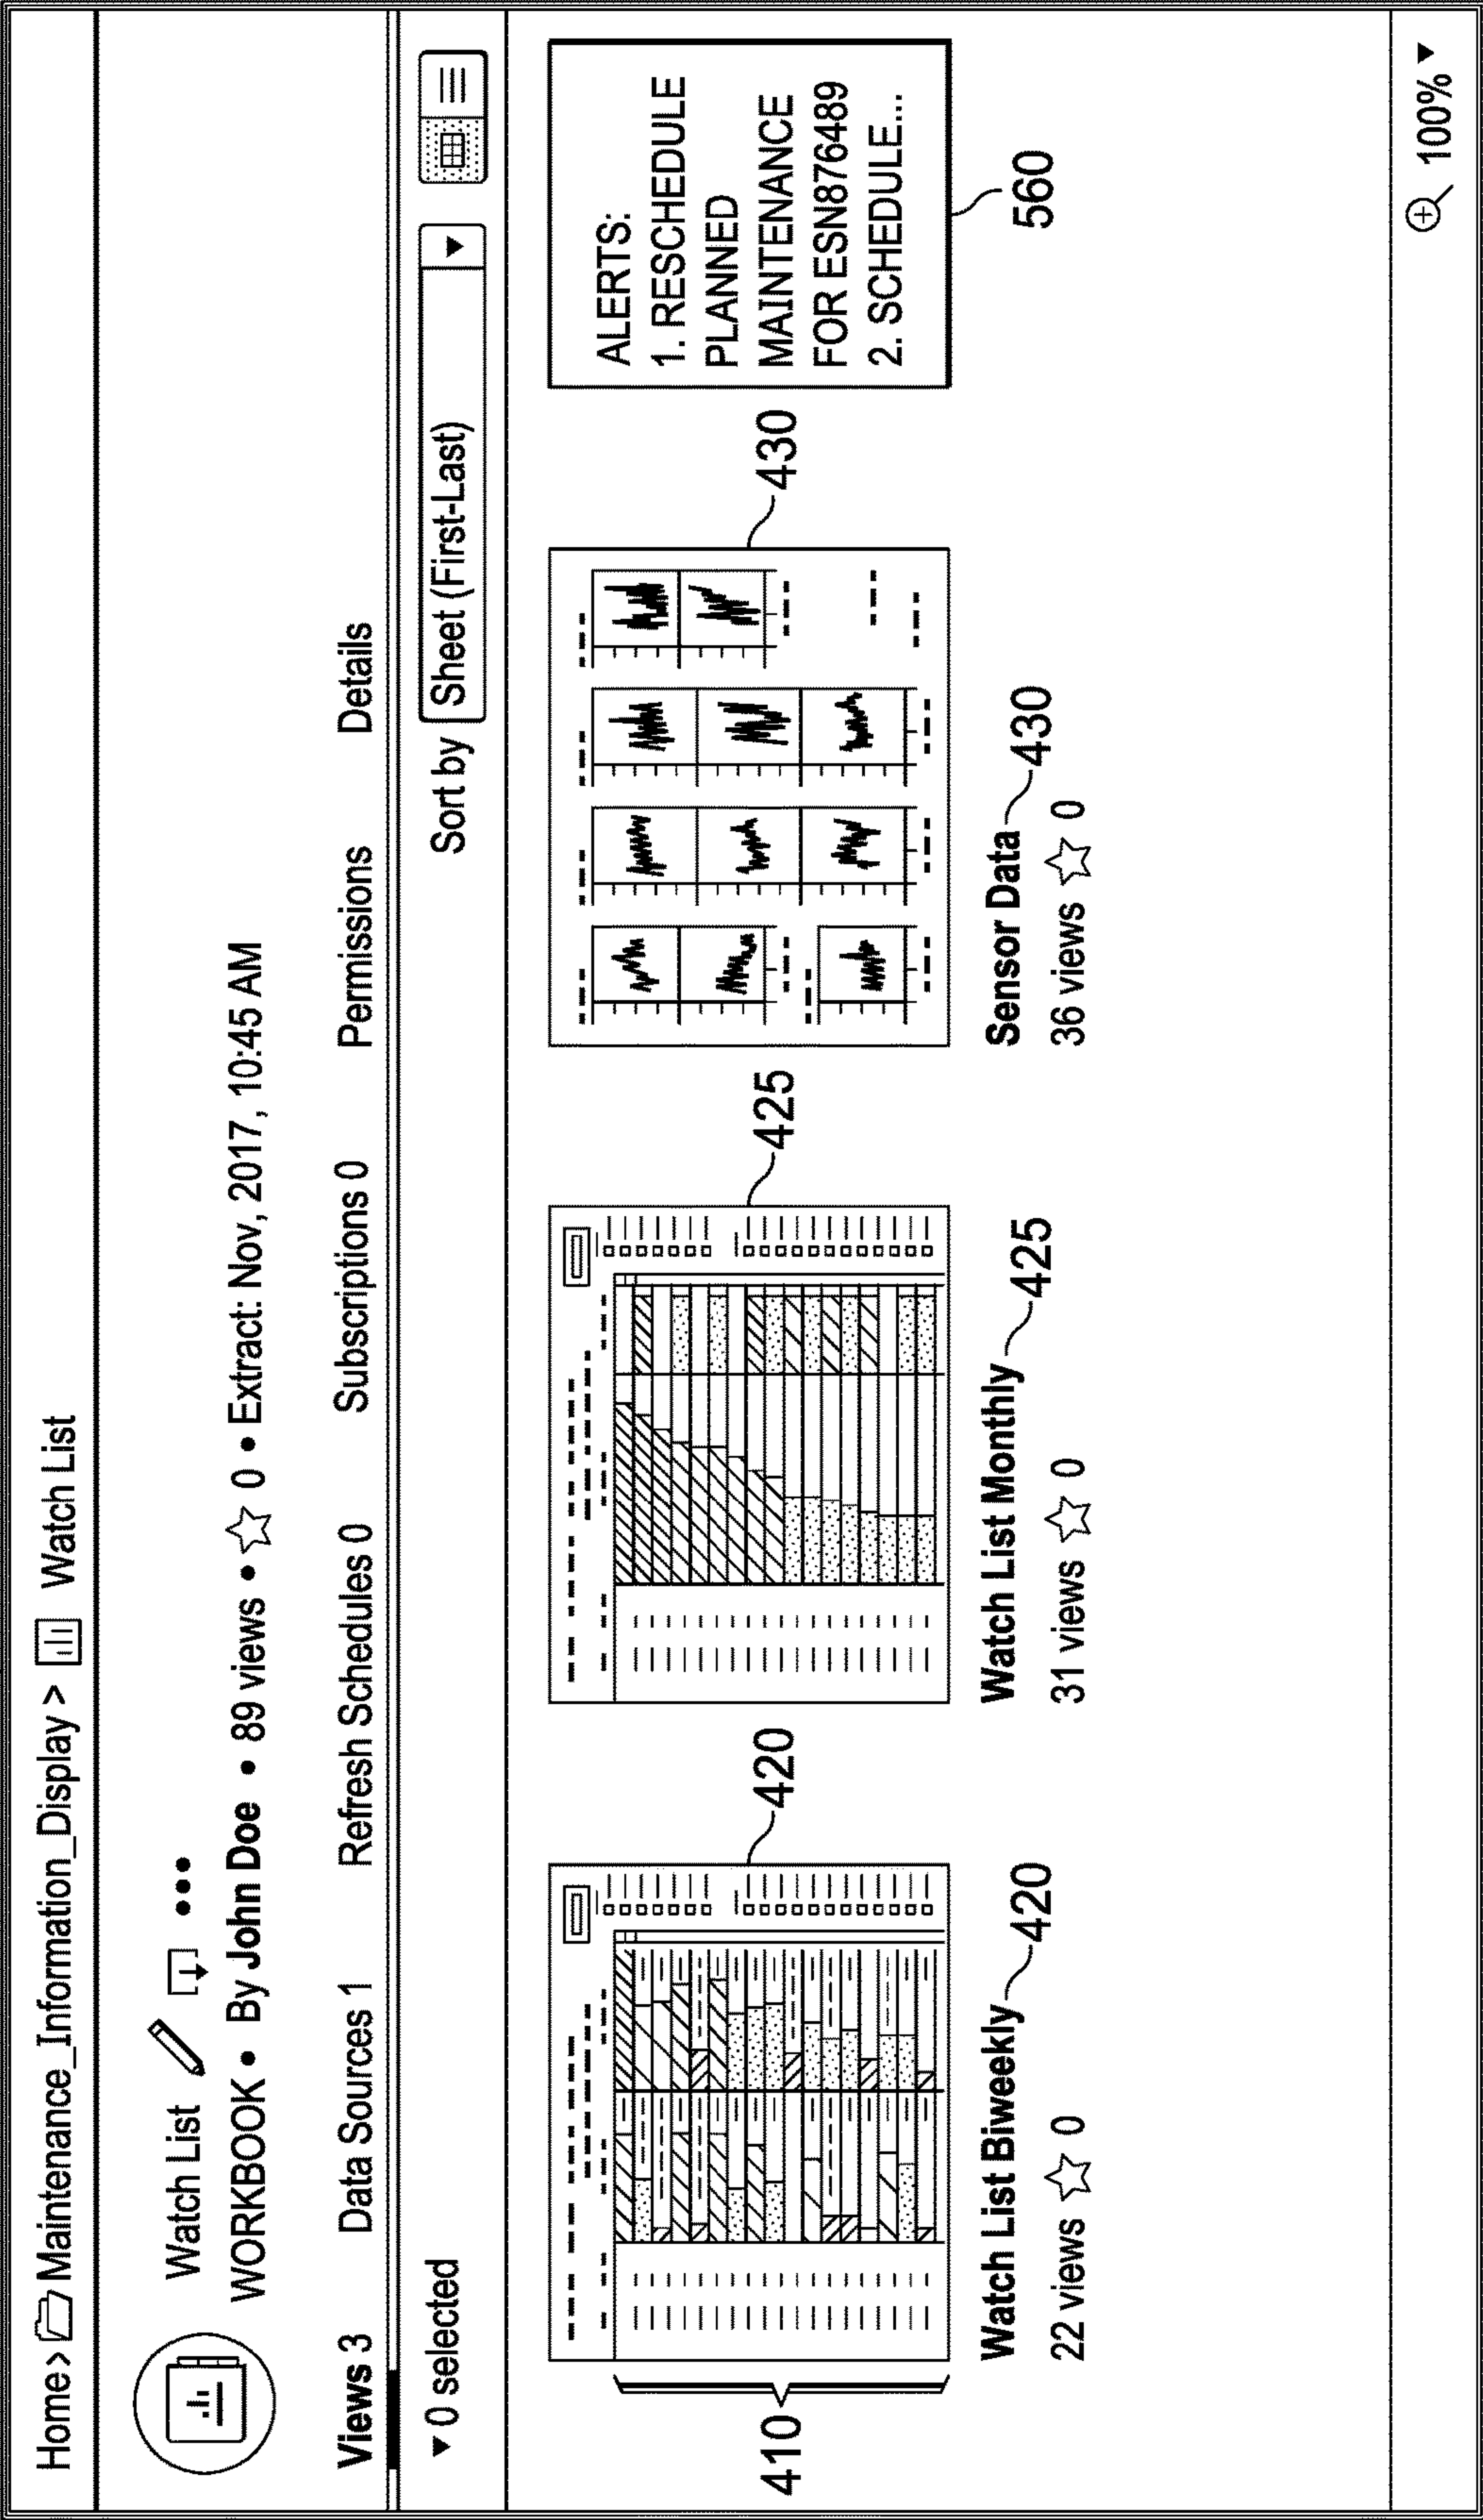 Home > Maintenance_Information_Display > Watch List
Watch List •••
WORKBOOK • By John Doe • 89 views • ☆ 0 • Extract: Nov, 2017, 10:45 AM
Views 3 Data Sources 1 Refresh Schedules 0 Subscriptions 0 Permissions Details
▼ 0 selected Sort by Sheet (First-Last) ▼
410
420
425
430
ALERTS:
1. RESCHEDULE
PLANNED
MAINTENANCE
FOR ESN876489
2. SCHEDULE...
560
Watch List Biweekly 420
22 views ☆ 0
Watch List Monthly 425
31 views ☆ 0
Sensor Data 430
36 views ☆ 0
100% ▼